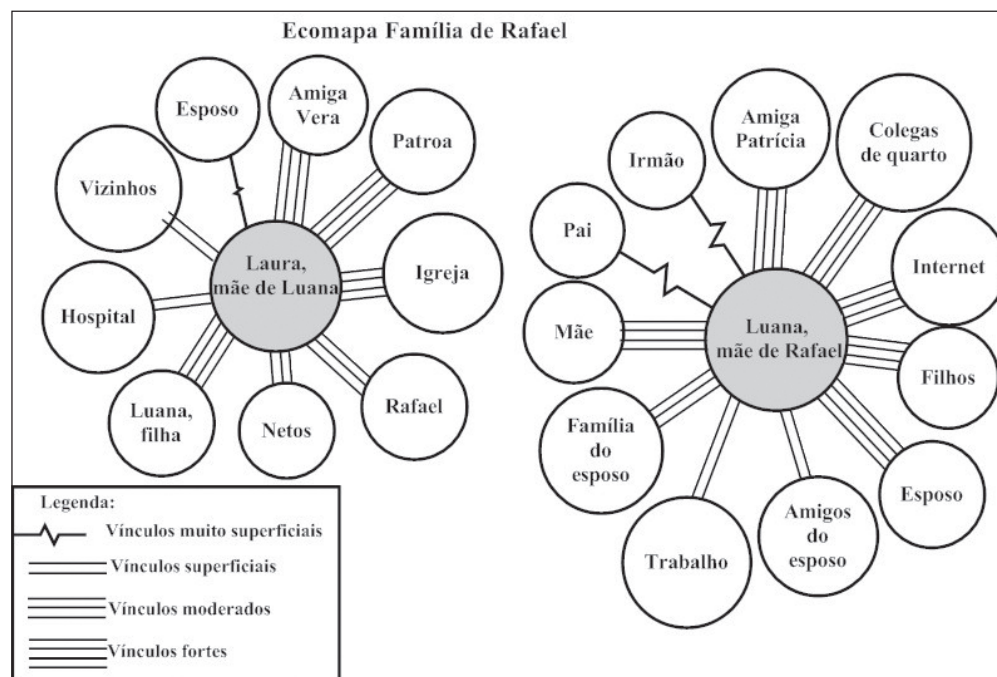 Ecomapa Família de Rafael
Esposo
Amiga
Vera
Patroa
Vizinhos
Laura,
mãe de Luana
Igreja
Hospital
Luana,
filha
Netos
Rafael
Amiga
Patrícia
Colegas
de quarto
Irmão
Pai
Internet
Mãe
Luana,
mãe de Rafael
Filhos
Família
do
esposo
Esposo
Trabalho
Amigos
do
esposo
Legenda:
Vínculos muito superficiais
Vínculos superficiais
Vínculos moderados
Vínculos fortes